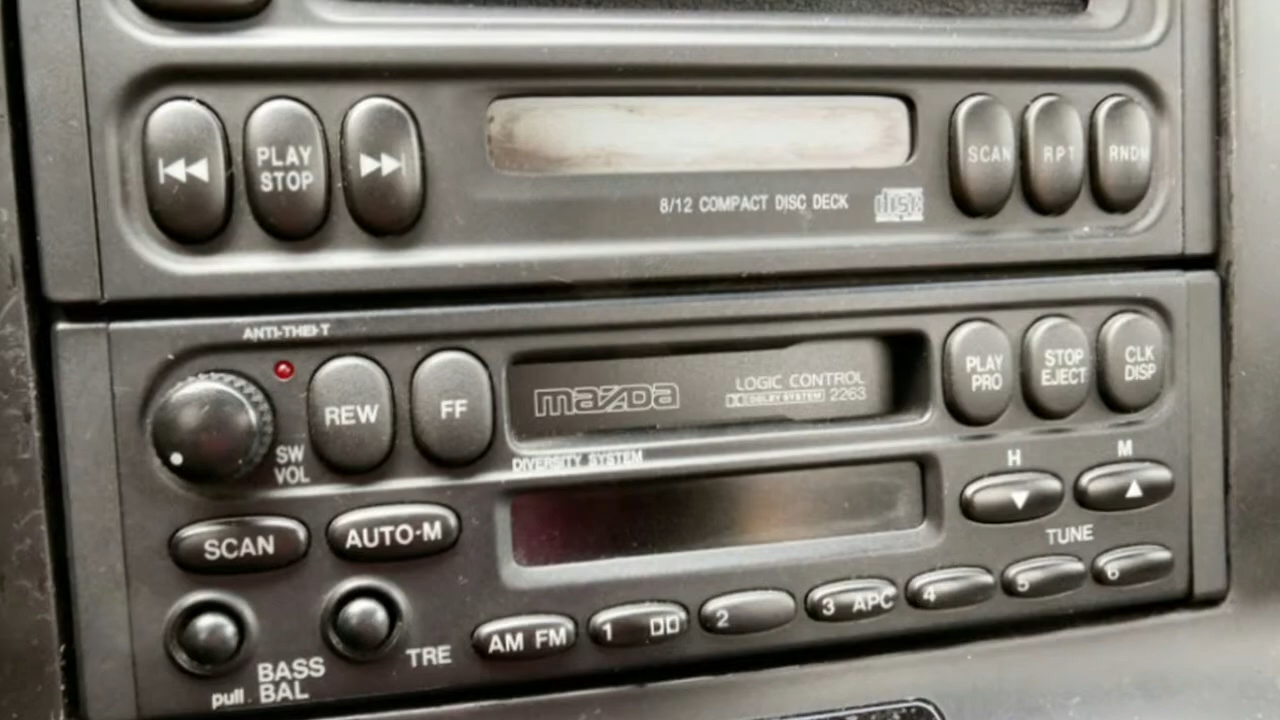 PLAY
STOP
SCAN
RPT
RNDM
8/12 COMPACT DISC DECK
disc
ANTI-THEFT
SW
VOL
REW
FF
mazda
LOGIC CONTROL
DOLBY SYSTEM 2263
PLAY
PRO
STOP
EJECT
CLK
DISP
DIVERSITY SYSTEM
H
M
TUNE
SCAN
AUTO-M
BASS
pull BAL
TRE
AM FM
1
2
3 APC
4
5
6